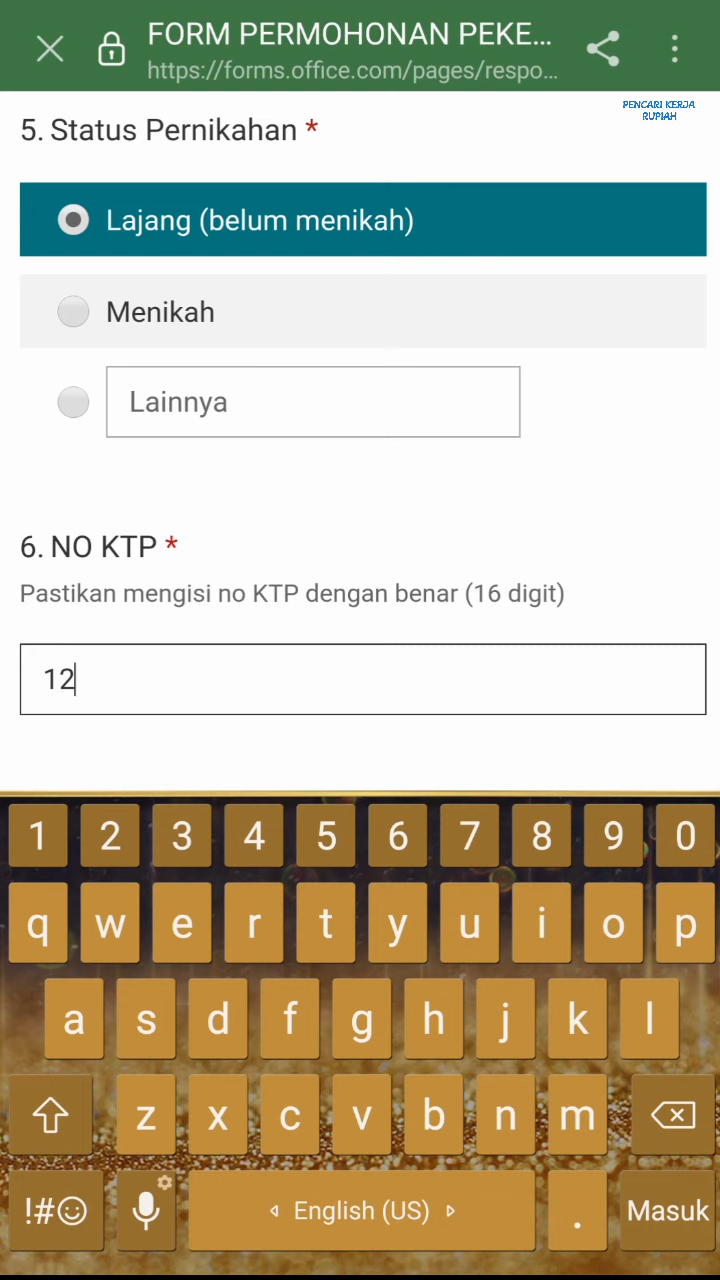 FORM PERMOHONAN PEKE...
https://forms.office.com/pages/respo...
PENCARI KERJA
RUPIAH
5. Status Pernikahan *
Lajang (belum menikah)
Menikah
Lainnya
6. NO KTP *
Pastikan mengisi no KTP dengan benar (16 digit)
12
1 2 3 4 5 6 7 8 9 0
q w e r t y u i o p
a s d f g h j k l
z x c v b n m
!#☺ English (US) . Masuk